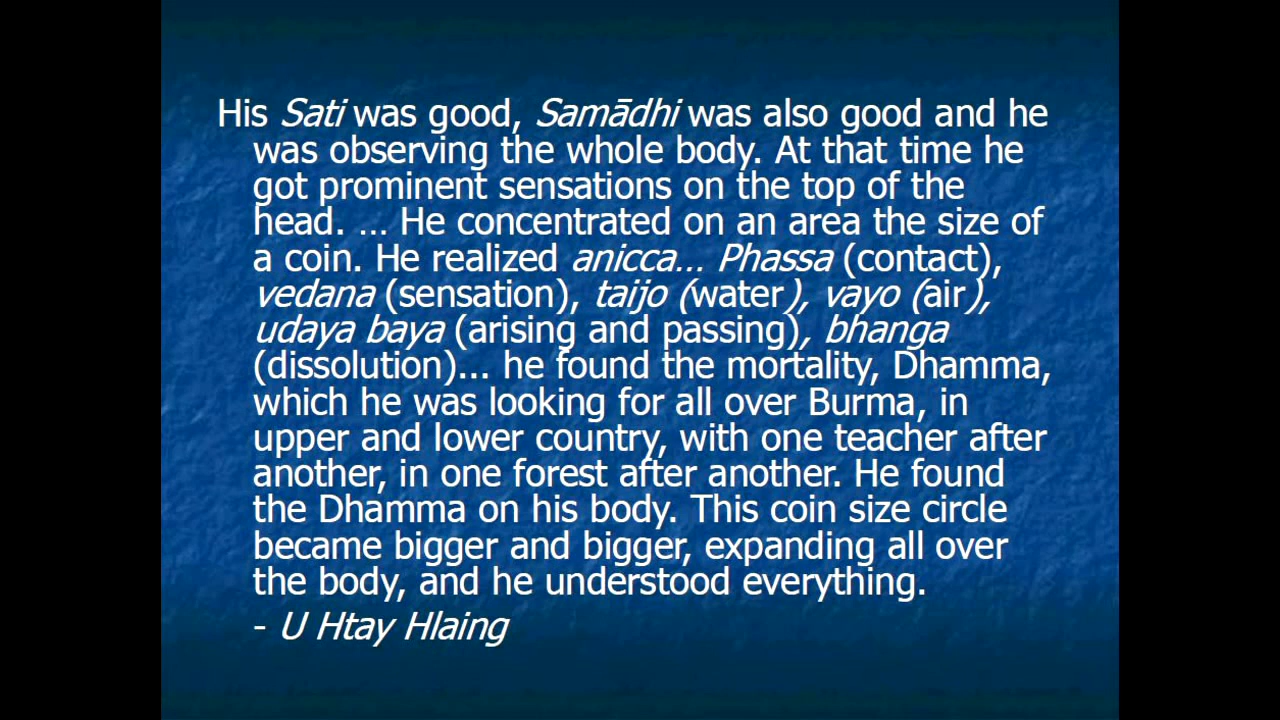 His Sati was good, Samādhi was also good and he
was observing the whole body. At that time he
got prominent sensations on the top of the
head. … He concentrated on an area the size of
a coin. He realized anicca… Phassa (contact),
vedana (sensation), taijo (water), vayo (air),
udaya baya (arising and passing), bhanga
(dissolution)... he found the mortality, Dhamma,
which he was looking for all over Burma, in
upper and lower country, with one teacher after
another, in one forest after another. He found
the Dhamma on his body. This coin size circle
became bigger and bigger, expanding all over
the body, and he understood everything.
- U Htay Hlaing